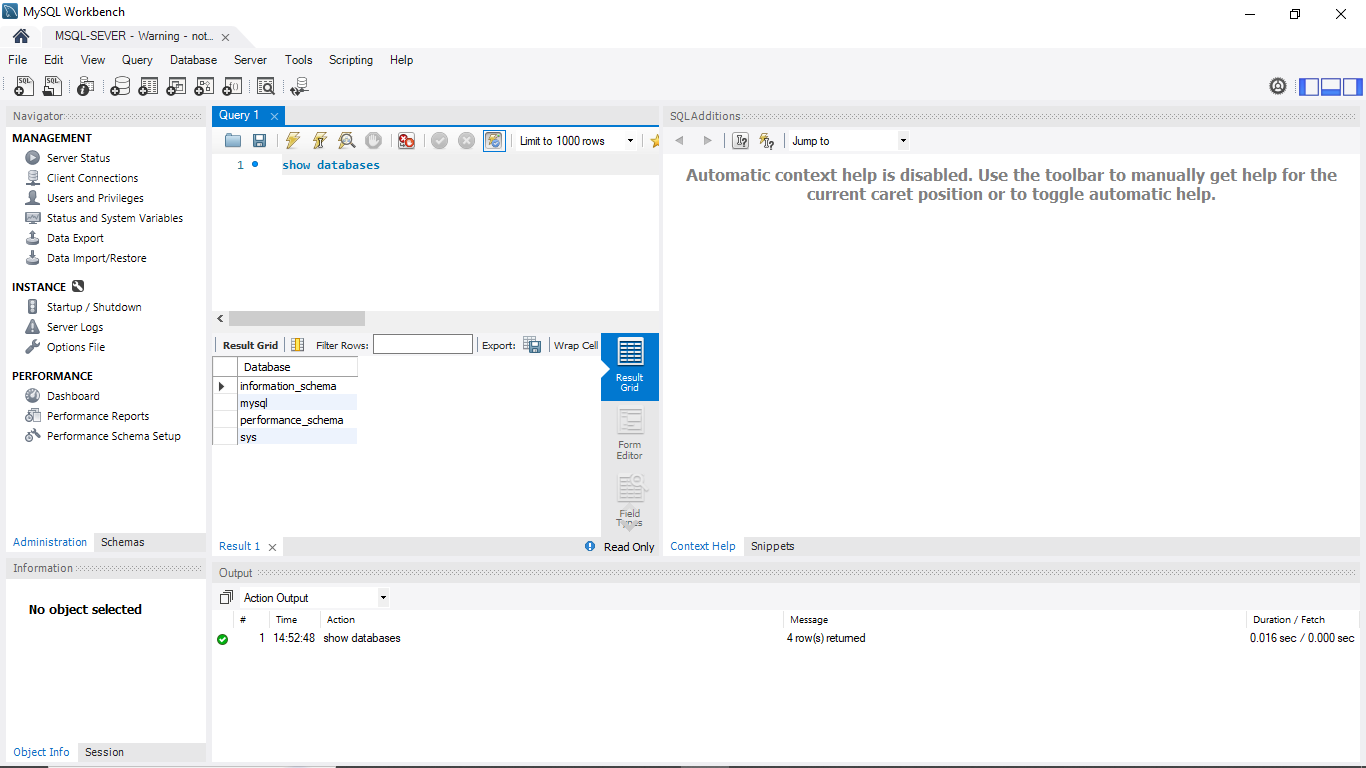 MySQL Workbench
MSQL-SEVER - Warning - not...
File Edit View Query Database Server Tools Scripting Help
Navigator
MANAGEMENT
Server Status
Client Connections
Users and Privileges
Status and System Variables
Data Export
Data Import/Restore
INSTANCE
Startup / Shutdown
Server Logs
Options File
PERFORMANCE
Dashboard
Performance Reports
Performance Schema Setup
Administration Schemas
Information
No object selected
Object Info Session
Query 1
Limit to 1000 rows
1 show databases
Result Grid Filter Rows: Export: Wrap Cell
Database
information_schema
mysql
performance_schema
sys
Result
Grid
Form
Editor
Field
Types
Result 1 Read Only
SQLAdditions
Jump to
Automatic context help is disabled. Use the toolbar to manually get help for the
current caret position or to toggle automatic help.
Context Help Snippets
Output
Action Output
# Time Action Message Duration / Fetch
1 14:52:48 show databases 4 row(s) returned 0.016 sec / 0.000 sec